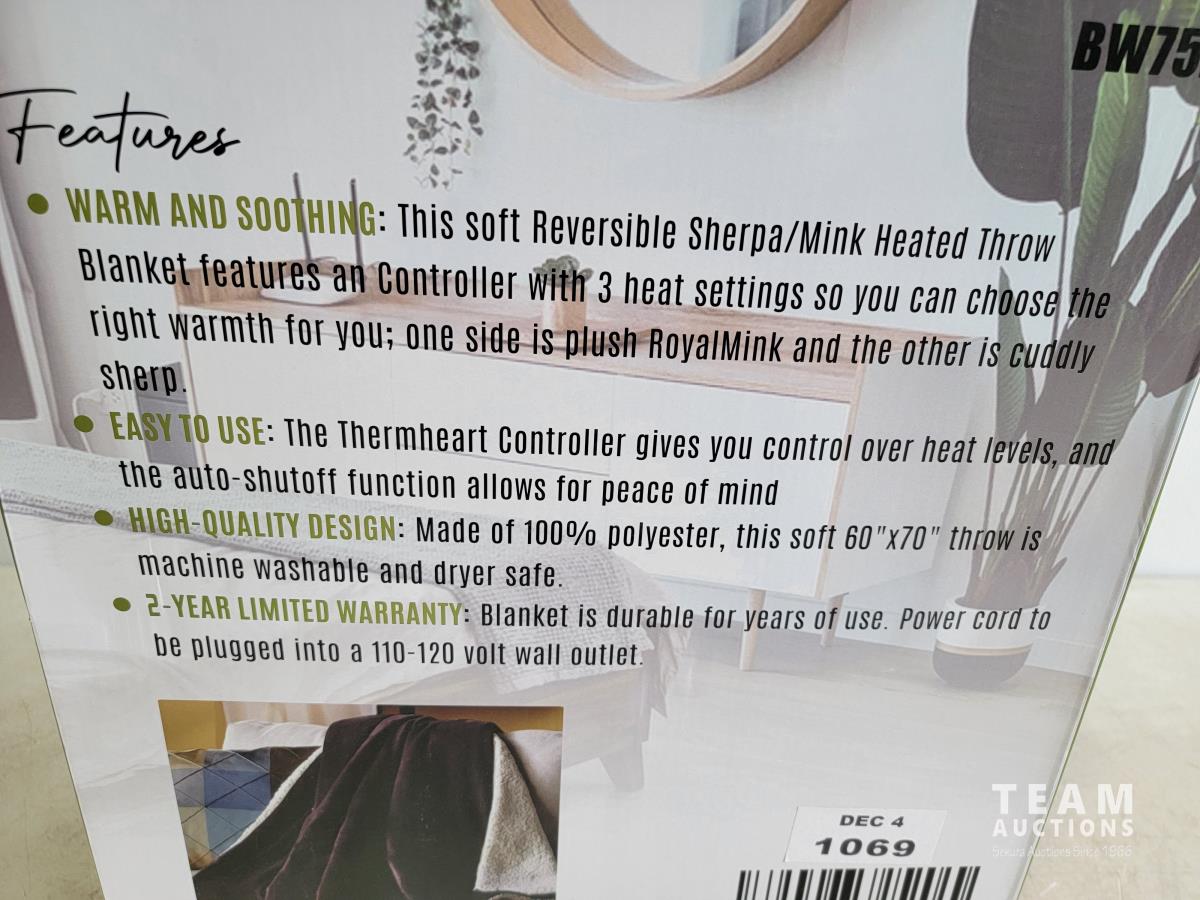 BW75
Features
• WARM AND SOOTHING: This soft Reversible Sherpa/Mink Heated Throw
Blanket features an Controller with 3 heat settings so you can choose the
right warmth for you; one side is plush RoyalMink and the other is cuddly
sherp.
• EASY TO USE: The Thermheart Controller gives you control over heat levels, and
the auto-shutoff function allows for peace of mind
• HIGH-QUALITY DESIGN: Made of 100% polyester, this soft 60"x70" throw is
machine washable and dryer safe.
• 2-YEAR LIMITED WARRANTY: Blanket is durable for years of use. Power cord to
be plugged into a 110-120 volt wall outlet.
DEC 4
1069
TEAM
AUCTIONS
Sekura Auctions Since 1966